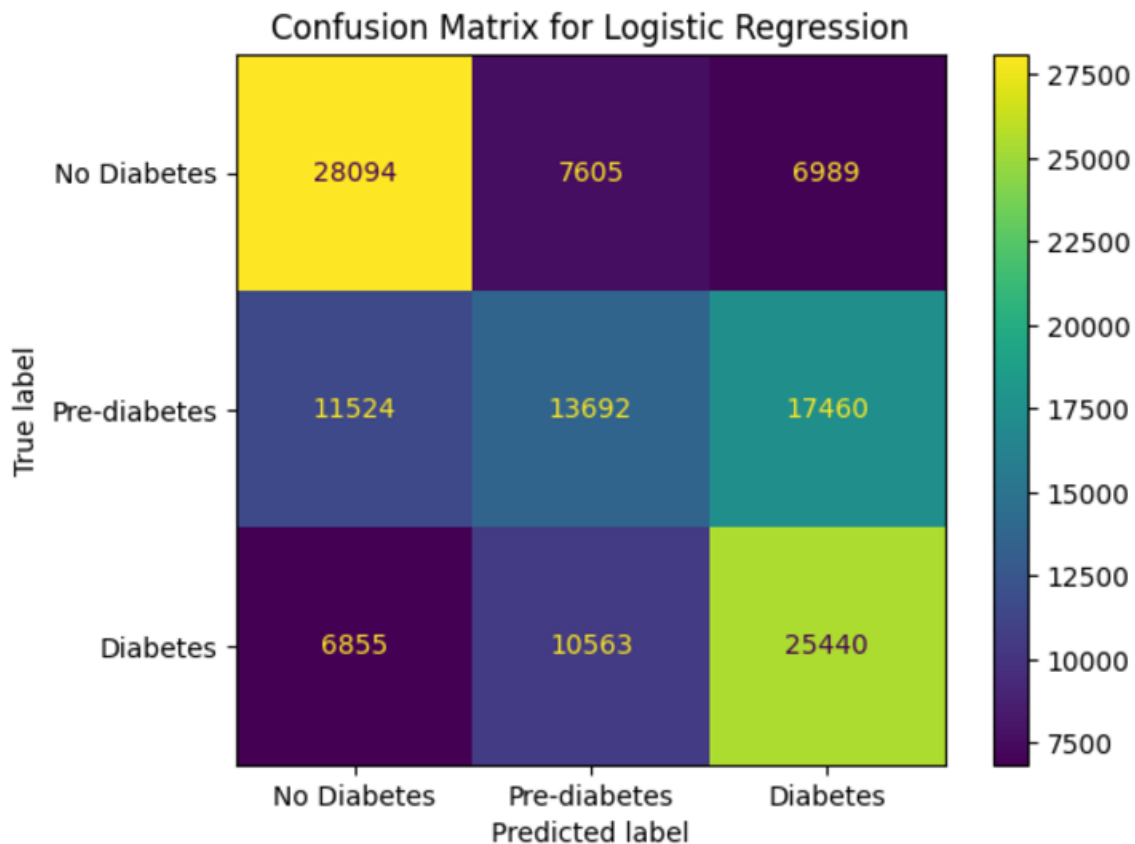 Confusion Matrix for Logistic Regression
27500
25000
22500
20000
17500
15000
12500
10000
7500
True label
No Diabetes 28094 7605 6989
Pre-diabetes 11524 13692 17460
Diabetes 6855 10563 25440
No Diabetes Pre-diabetes Diabetes
Predicted label